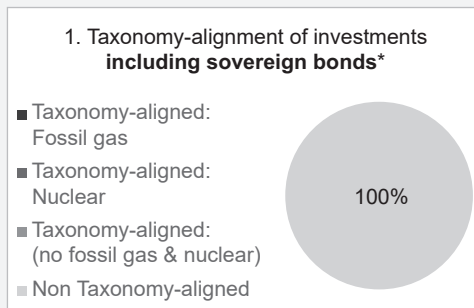 1. Taxonomy-alignment of investments
including sovereign bonds*
Taxonomy-aligned:
Fossil gas
Taxonomy-aligned:
Nuclear
Taxonomy-aligned:
(no fossil gas & nuclear)
Non Taxonomy-aligned
100%